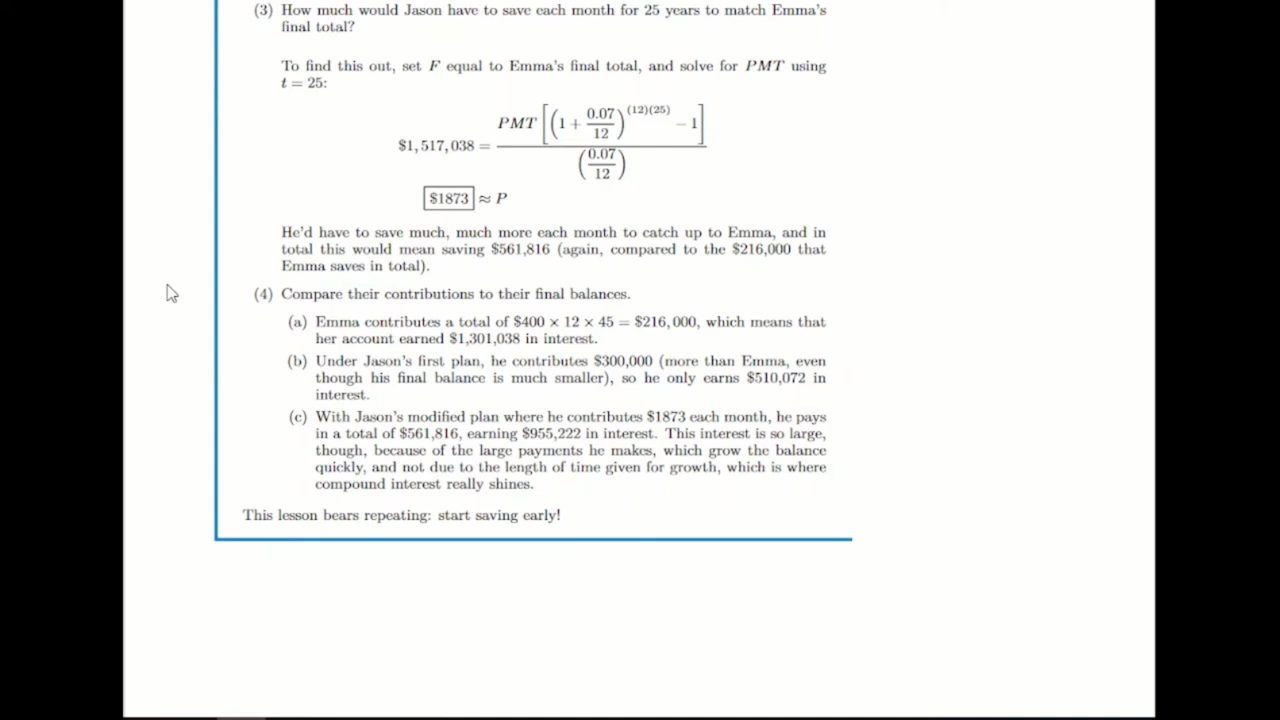 (3) How much would Jason have to save each month for 25 years to match Emma's
final total?
To find this out, set F equal to Emma's final total, and solve for PMT using
t = 25:
$1,517,038 = PMT [(1 + 0.07/12)^(12)(25) − 1] / (0.07/12)
$1873 ≈ P
He'd have to save much, much more each month to catch up to Emma, and in
total this would mean saving $561,816 (again, compared to the $216,000 that
Emma saves in total).
(4) Compare their contributions to their final balances.
(a) Emma contributes a total of $400 × 12 × 45 = $216,000, which means that
her account earned $1,301,038 in interest.
(b) Under Jason's first plan, he contributes $300,000 (more than Emma, even
though his final balance is much smaller), so he only earns $510,072 in
interest.
(c) With Jason's modified plan where he contributes $1873 each month, he pays
in a total of $561,816, earning $955,222 in interest. This interest is so large,
though, because of the large payments he makes, which grow the balance
quickly, and not due to the length of time given for growth, which is where
compound interest really shines.
This lesson bears repeating: start saving early!